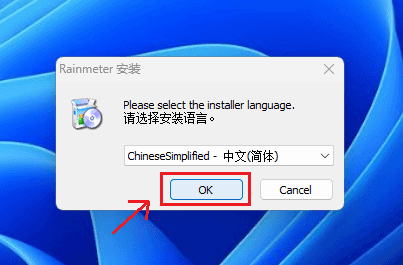 Rainmeter 安装
Please select the installer language.
请选择安装语言。
ChineseSimplified - 中文(简体)
OK
Cancel